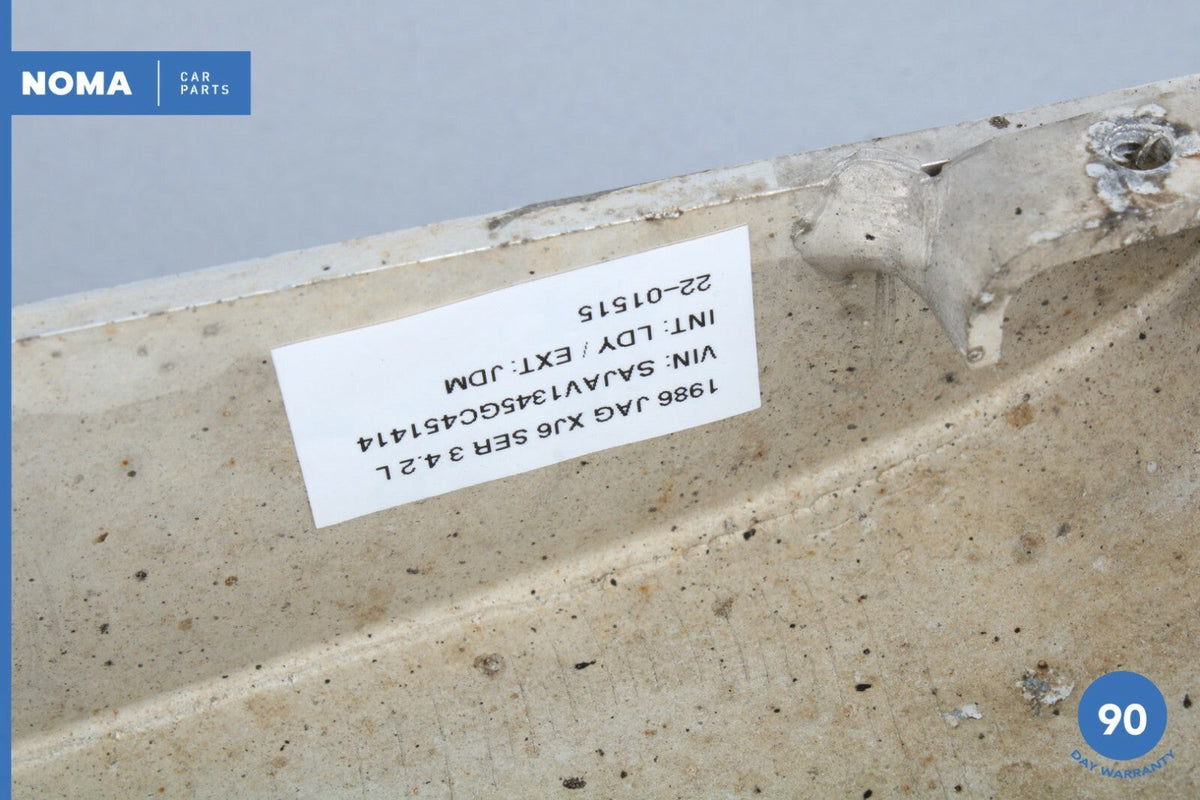 NOMA
CAR
PARTS
1986 JAG XJ6 SER 3 4.2 L
VIN: SAJAV1345GC451414
INT: LDY / EXT: JDM
22-01515
90
DAY WARRANTY